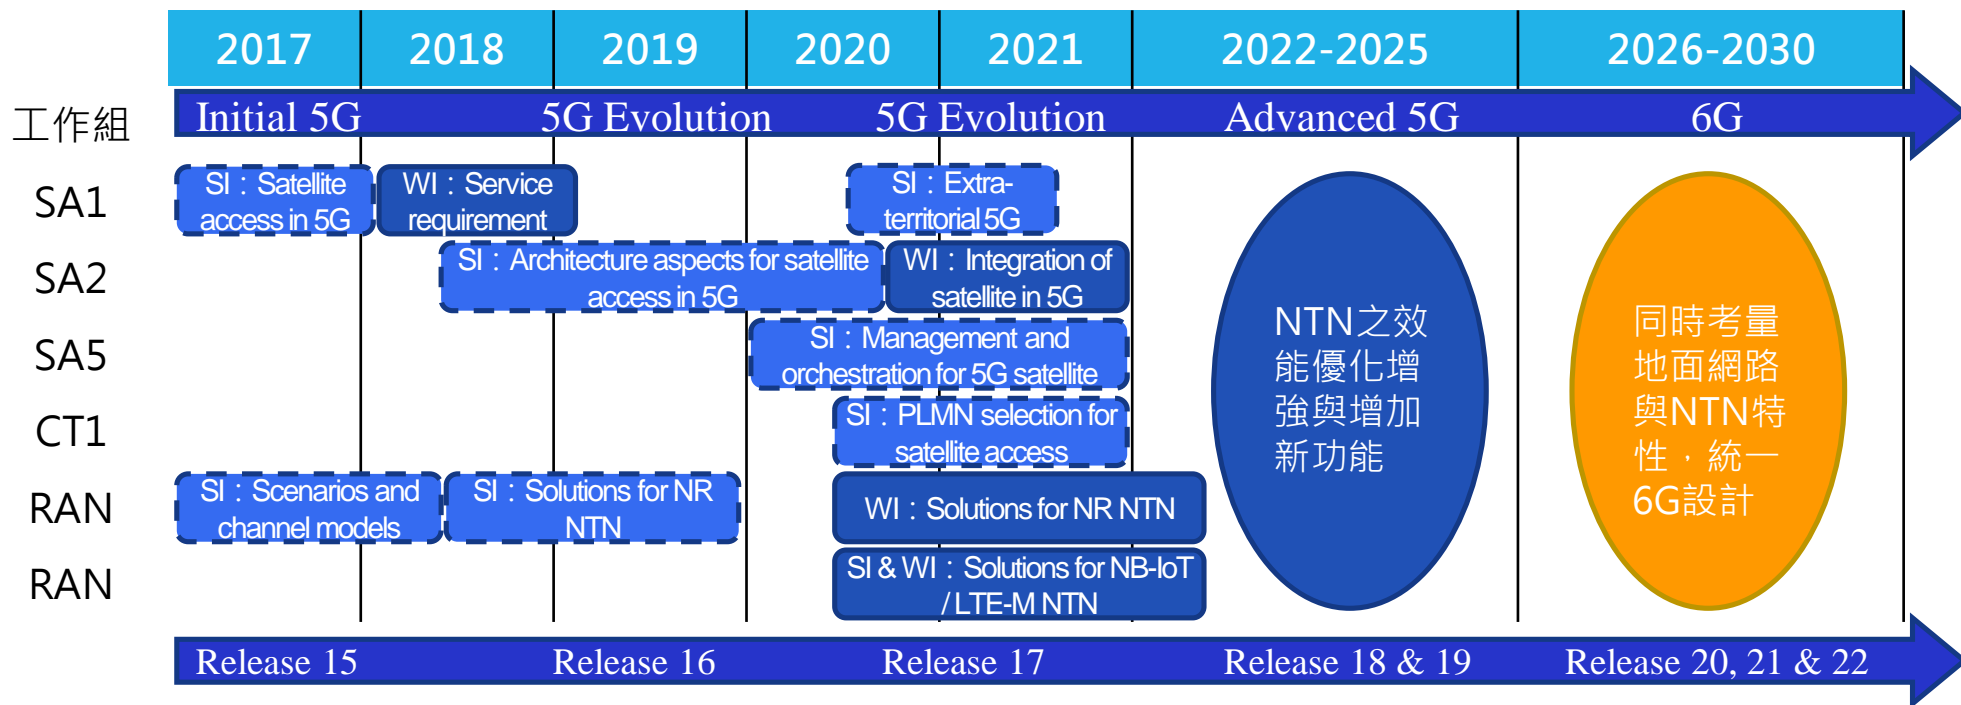 2017
2018
2019
2020
2021
2022-2025
2026-2030
工作組
Initial 5G
5G Evolution
5G Evolution
Advanced 5G
6G
SA1
SI：Satellite
access in 5G
WI：Service
requirement
SI：Extra-
territorial 5G
SA2
SI：Architecture aspects for satellite
access in 5G
WI：Integration of
satellite in 5G
SA5
SI：Management and
orchestration for 5G satellite
CT1
SI：PLMN selection for
satellite access
RAN
SI：Scenarios and
channel models
SI：Solutions for NR
NTN
WI：Solutions for NR NTN
RAN
SI & WI：Solutions for NB-IoT
/ LTE-M NTN
NTN之效
能優化增
強與增加
新功能
同時考量
地面網路
與NTN特
性，統一
6G設計
Release 15
Release 16
Release 17
Release 18 & 19
Release 20, 21 & 22